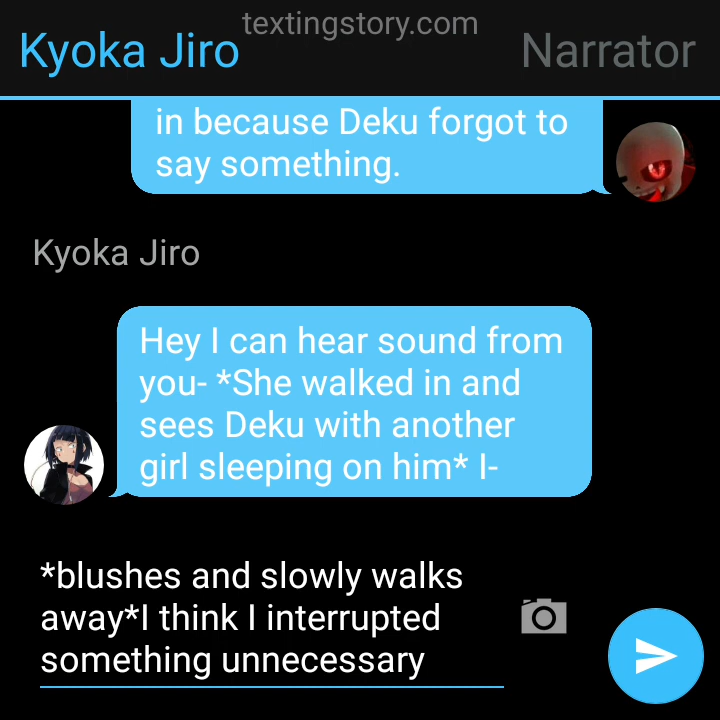 textingstory.com
Kyoka Jiro
Narrator
in because Deku forgot to
say something.
Kyoka Jiro
Hey I can hear sound from
you- *She walked in and
sees Deku with another
girl sleeping on him* I-
*blushes and slowly walks
away*I think I interrupted
something unnecessary